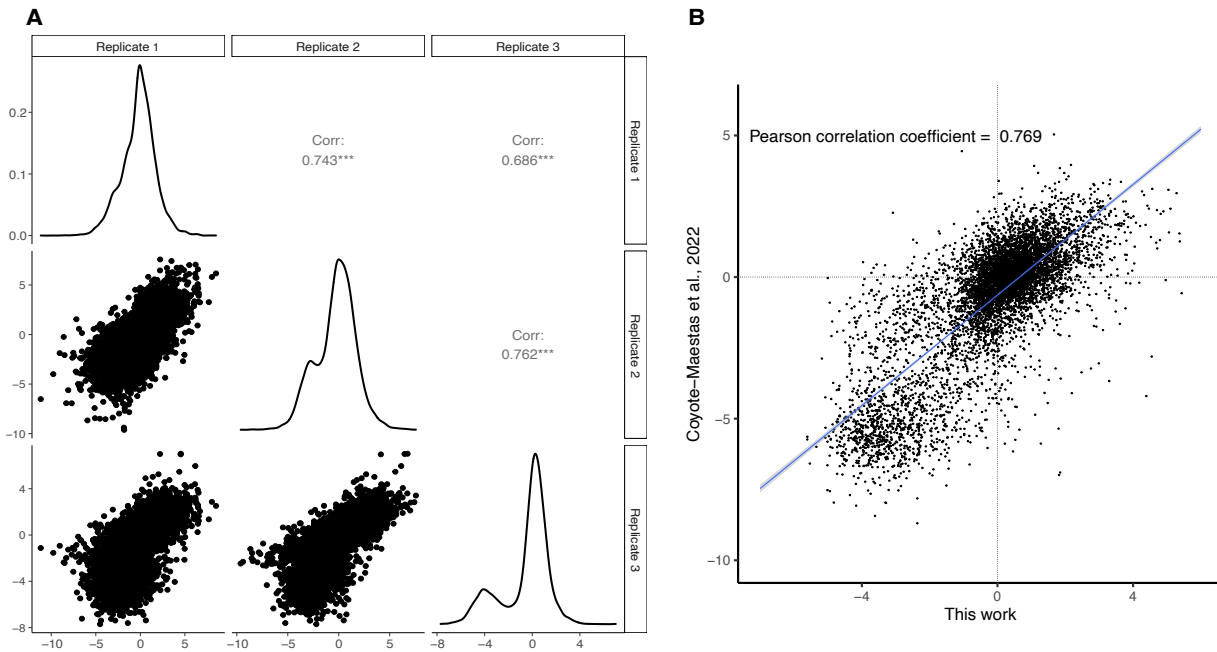 A
B
Replicate 1
Replicate 2
Replicate 3
0.2
0.1
0.0
Corr:
0.743***
Corr:
0.686***
Replicate 1
5
0
−5
−10
Corr:
0.762***
Replicate 2
4
0
−4
−8
Replicate 3
−10
−5
0
5
−10
−5
0
5
−8
−4
0
4
Pearson correlation coefficient = 0.769
5
0
−5
−10
Coyote−Maestas et al., 2022
−4
0
4
This work